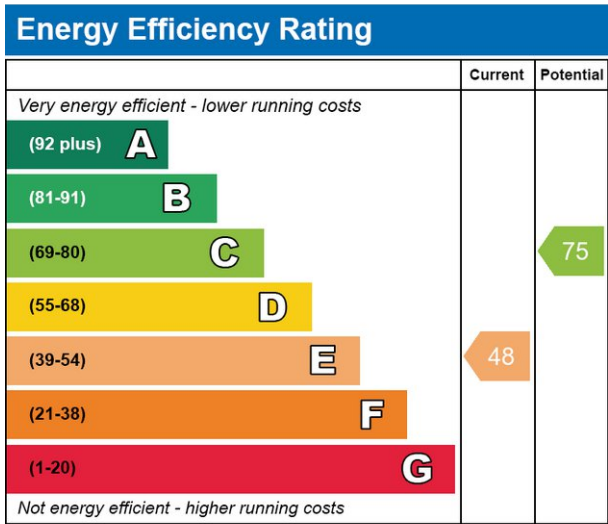 Energy Efficiency Rating
Current Potential
Very energy efficient - lower running costs
(92 plus) A
(81-91) B
(69-80) C 75
(55-68) D
(39-54) E 48
(21-38) F
(1-20) G
Not energy efficient - higher running costs